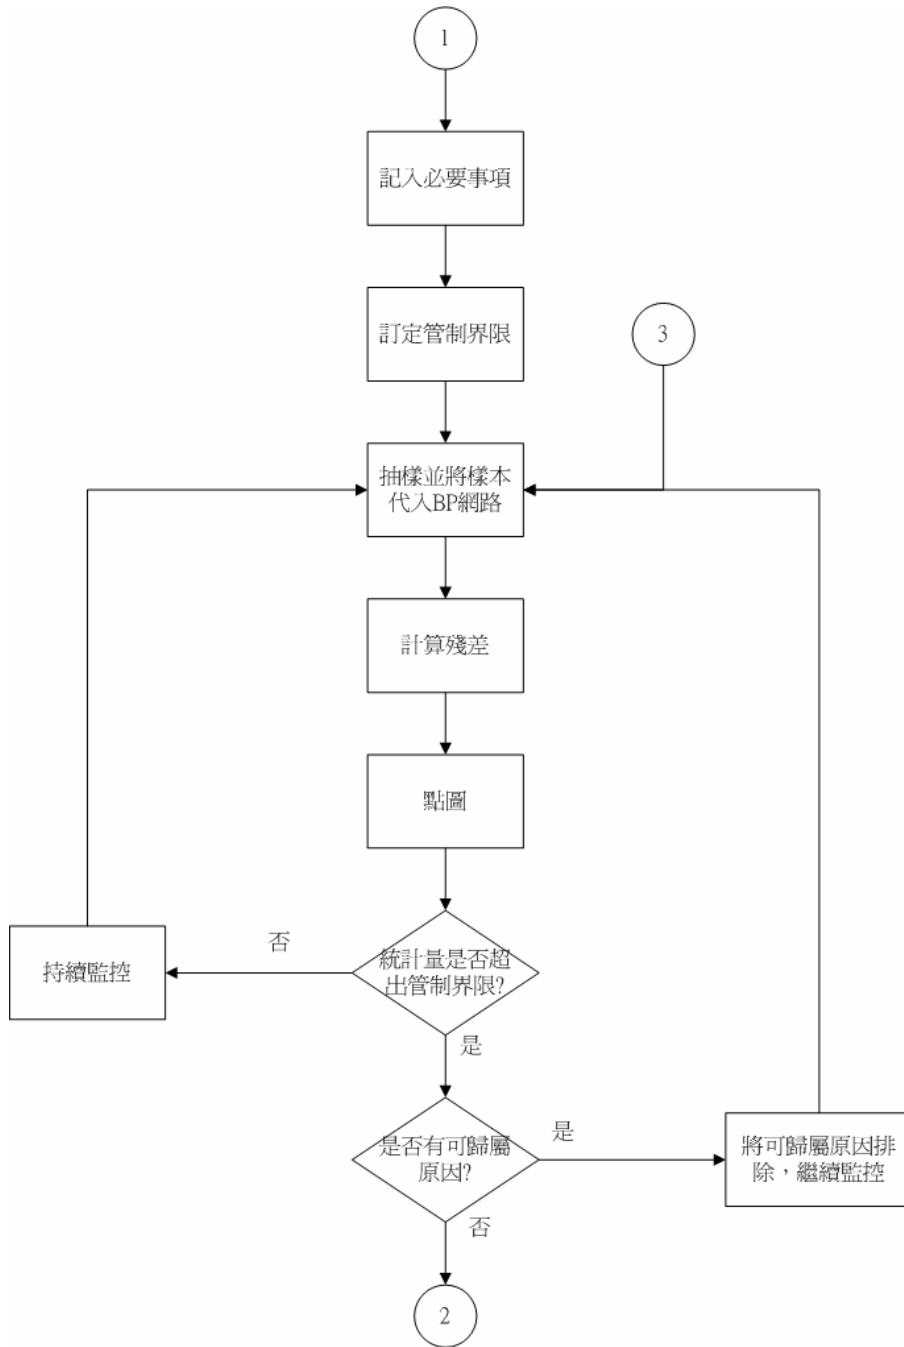 1
記入必要事項
訂定管制界限
3
抽樣並將樣本
代入BP網路
計算殘差
點圖
否
持續監控
統計量是否超
出管制界限?
是
是否有可歸屬
原因?
是
將可歸屬原因排
除，繼續監控
否
2